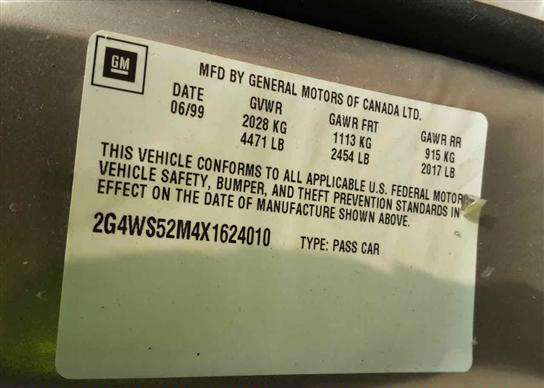 GM
MFD BY GENERAL MOTORS OF CANADA LTD.
DATE GVWR GAWR FRT GAWR RR
06/99 2028 KG 1113 KG 915 KG
4471 LB 2454 LB 2017 LB
THIS VEHICLE CONFORMS TO ALL APPLICABLE U.S. FEDERAL MOTOR
VEHICLE SAFETY, BUMPER, AND THEFT PREVENTION STANDARDS IN
EFFECT ON THE DATE OF MANUFACTURE SHOWN ABOVE.
2G4WS52M4X1624010 TYPE: PASS CAR